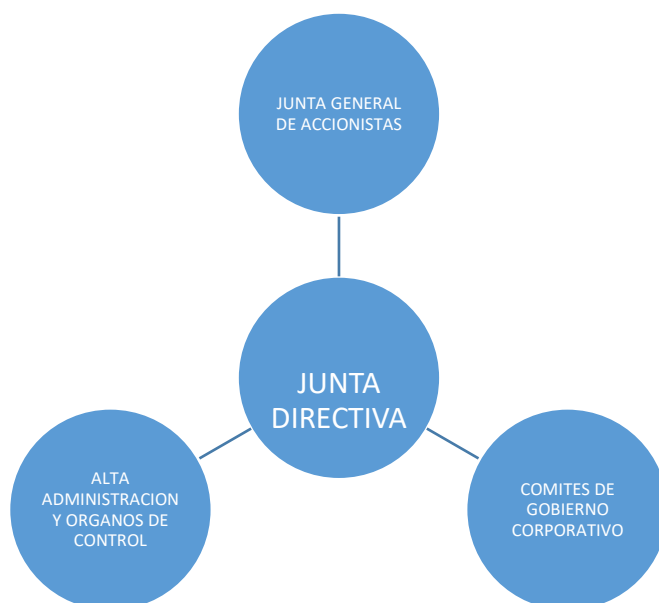 JUNTA GENERAL
DE ACCIONISTAS
JUNTA
DIRECTIVA
ALTA
ADMINISTRACION
Y ORGANOS DE
CONTROL
COMITES DE
GOBIERNO
CORPORATIVO